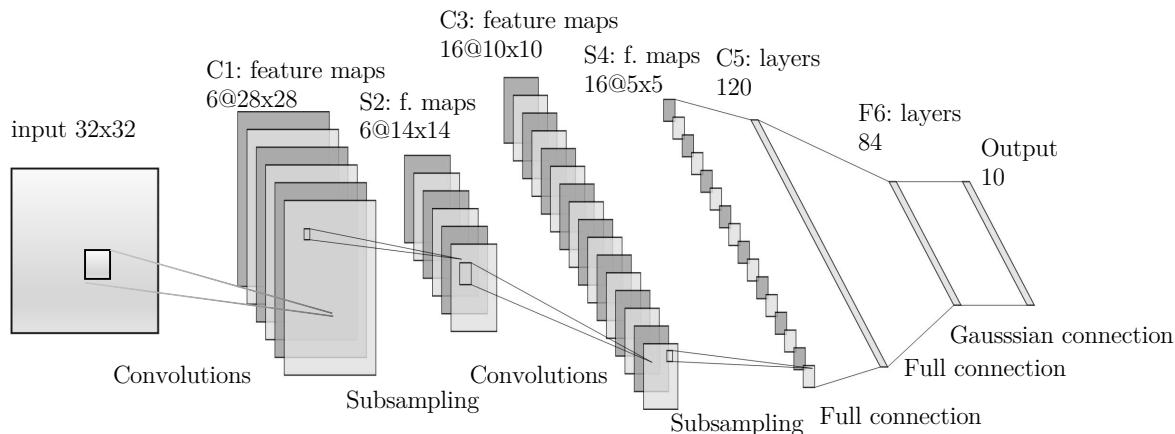 C3: feature maps
16@10x10
S4: f. maps
16@5x5
C5: layers
120
C1: feature maps
6@28x28
S2: f. maps
6@14x14
F6: layers
84
input 32x32
Output
10
Gausssian connection
Convolutions
Subsampling
Convolutions
Subsampling
Full connection
Full connection